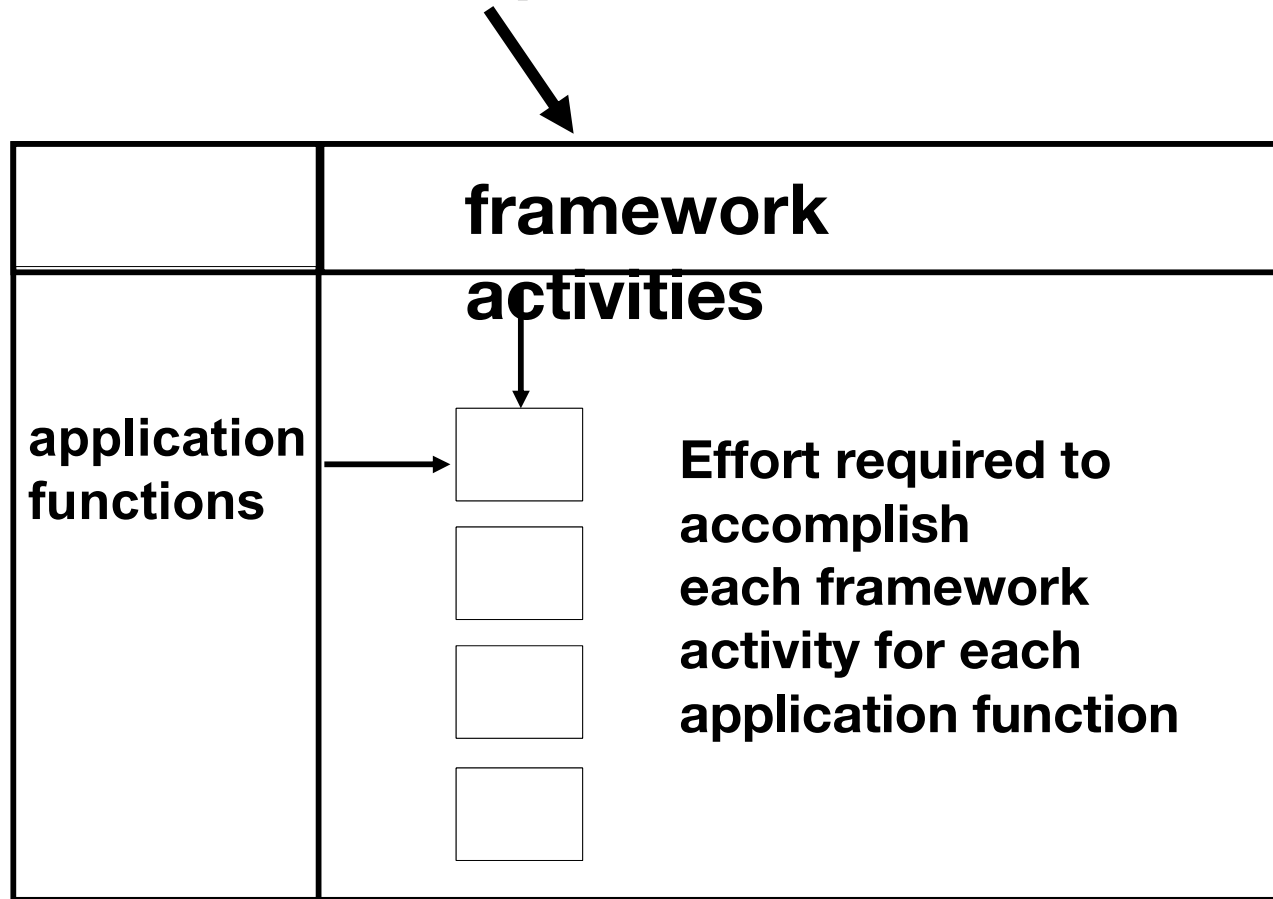 framework
activities
application
functions
Effort required to
accomplish
each framework
activity for each
application function